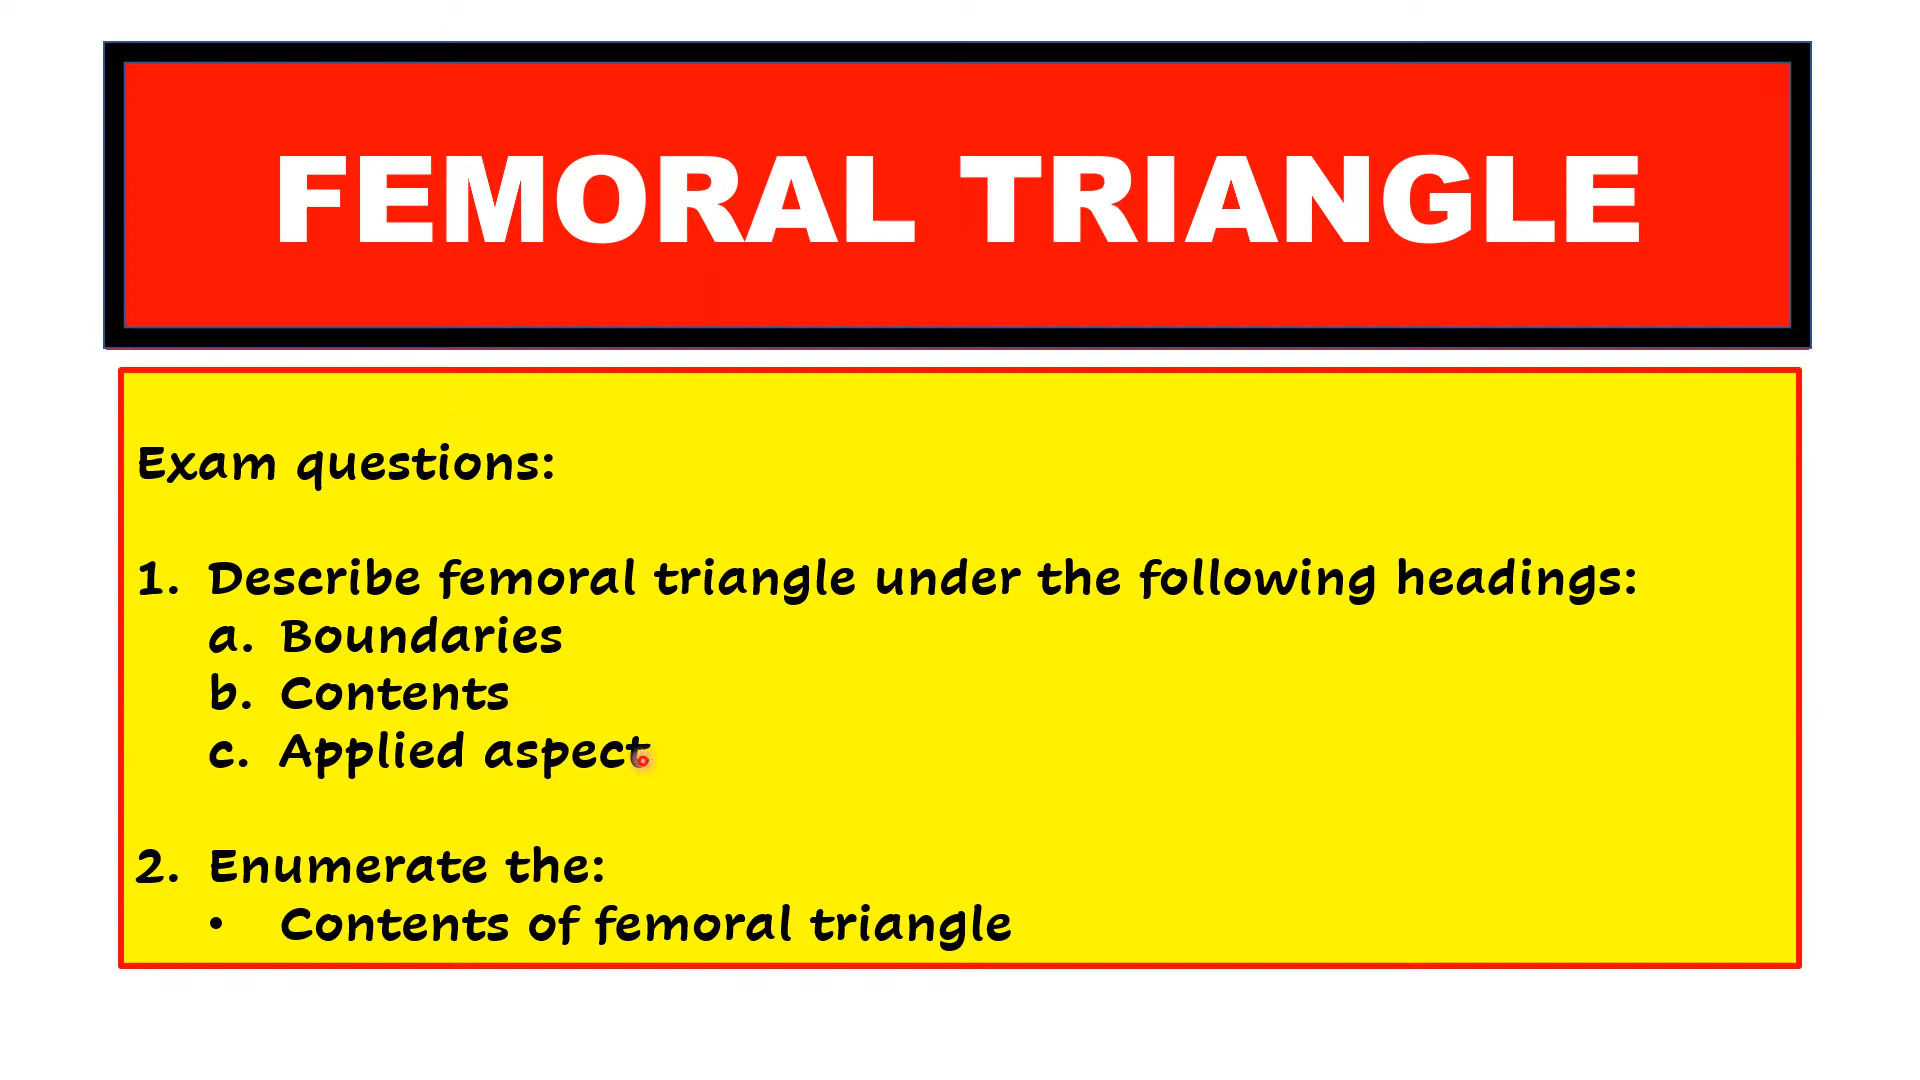 FEMORAL TRIANGLE
Exam questions:
1. Describe femoral triangle under the following headings:
a. Boundaries
b. Contents
c. Applied aspect
2. Enumerate the:
• Contents of femoral triangle